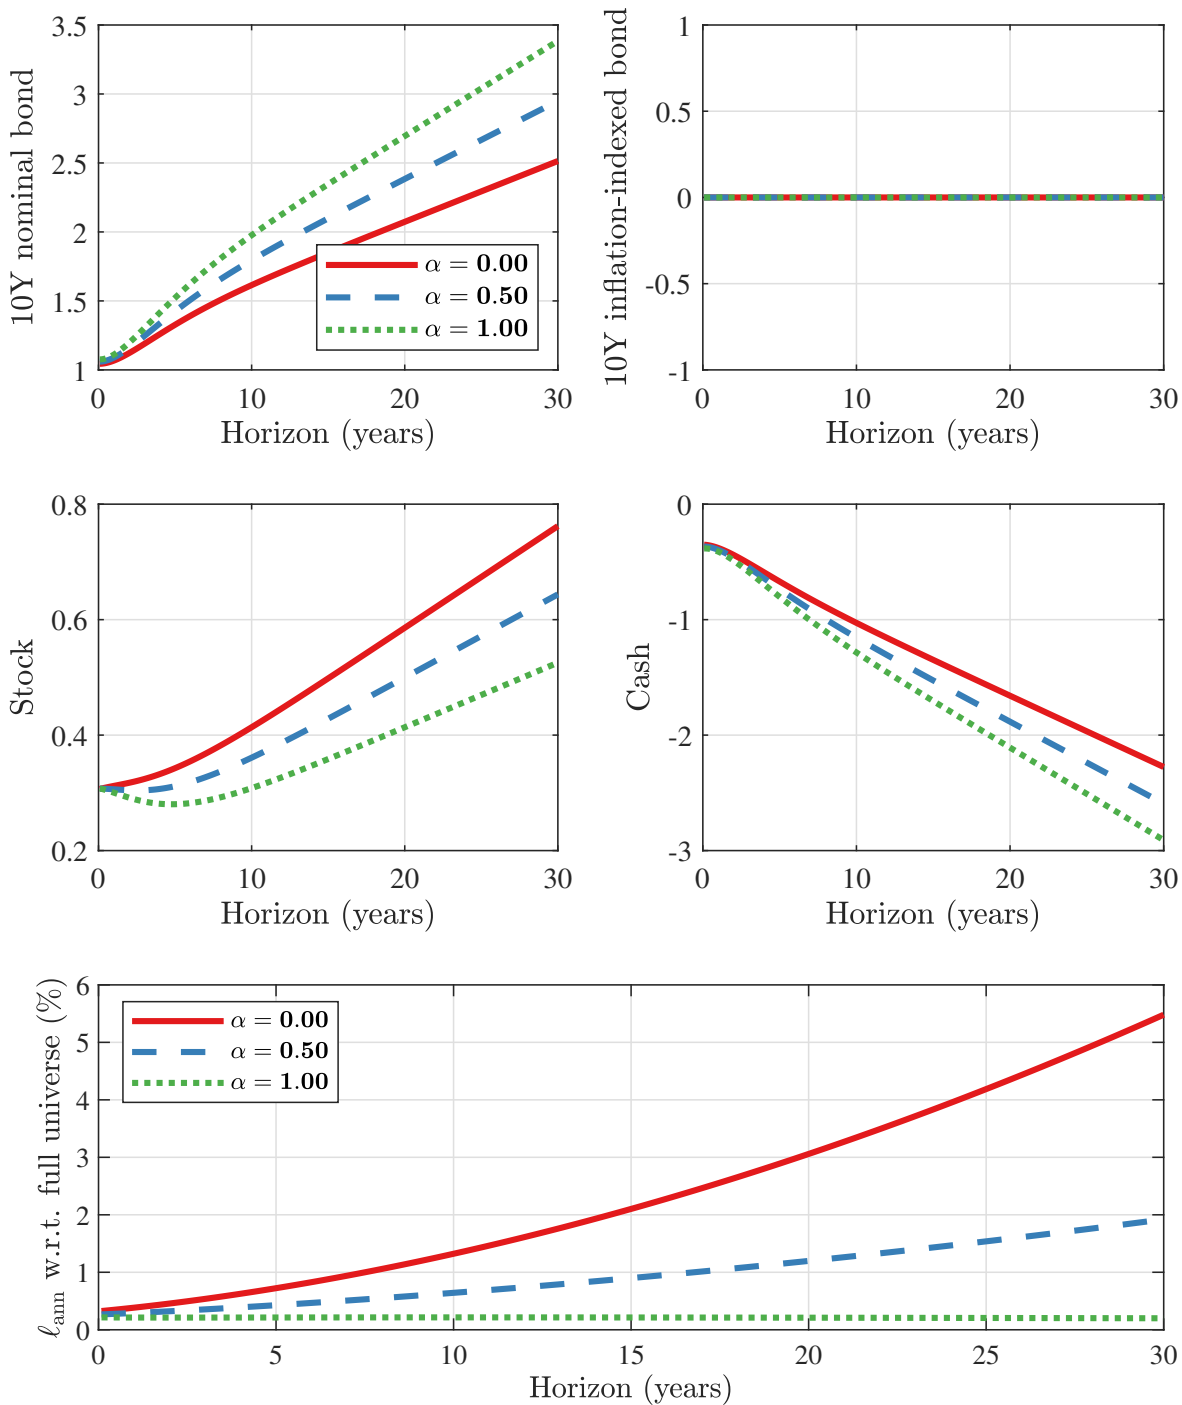 10Y nominal bond
3.5
3
2.5
2
1.5
1
0 10 20 30
Horizon (years)
α = 0.00
α = 0.50
α = 1.00
10Y inflation-indexed bond
1
0.5
0
-0.5
-1
0 10 20 30
Horizon (years)
Stock
0.8
0.6
0.4
0.2
0 10 20 30
Horizon (years)
Cash
0
-1
-2
-3
0 10 20 30
Horizon (years)
ℓann w.r.t. full universe (%)
6
5
4
3
2
1
0
0 5 10 15 20 25 30
Horizon (years)
α = 0.00
α = 0.50
α = 1.00